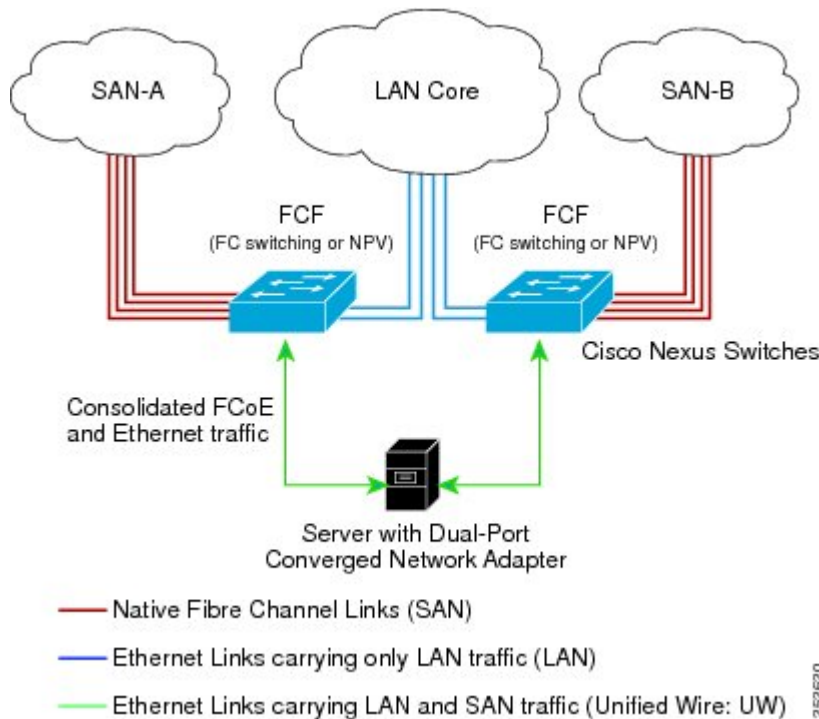 SAN-A
LAN Core
SAN-B
FCF
(FC switching or NPV)
FCF
(FC switching or NPV)
Cisco Nexus Switches
Consolidated FCoE
and Ethernet traffic
Server with Dual-Port
Converged Network Adapter
Native Fibre Channel Links (SAN)
Ethernet Links carrying only LAN traffic (LAN)
Ethernet Links carrying LAN and SAN traffic (Unified Wire: UW)